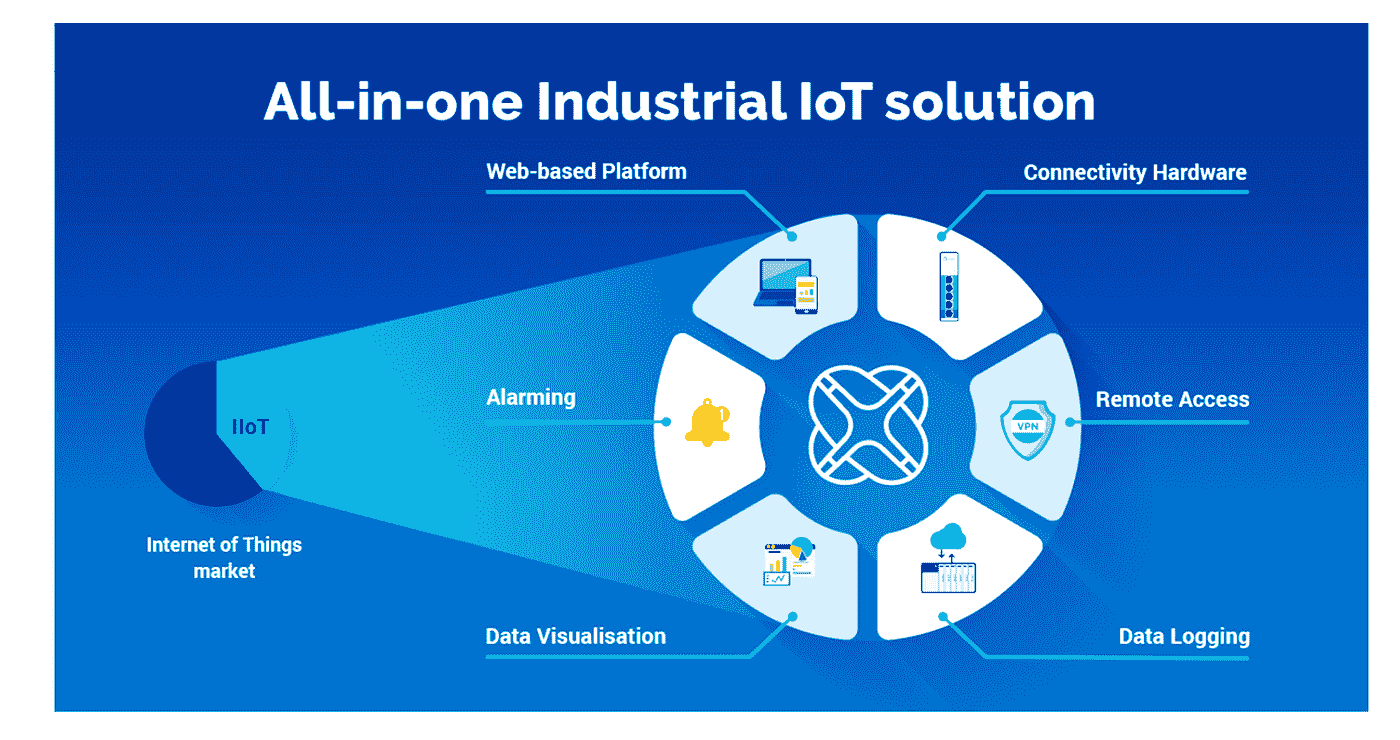 All-in-one Industrial IoT solution
Web-based Platform
Connectivity Hardware
Alarming
Remote Access
VPN
1
IIoT
Internet of Things
market
Data Visualisation
Data Logging